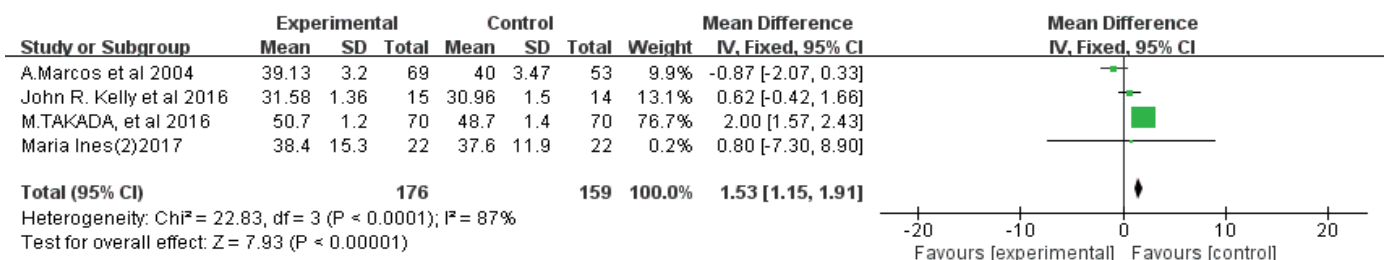 Experimental Control Mean Difference Mean Difference
Study or Subgroup Mean SD Total Mean SD Total Weight IV, Fixed, 95% CI IV, Fixed, 95% CI
A.Marcos et al 2004 39.13 3.2 69 40 3.47 53 9.9% -0.87 [-2.07, 0.33]
John R. Kelly et al 2016 31.58 1.36 15 30.96 1.5 14 13.1% 0.62 [-0.42, 1.66]
M.TAKADA, et al 2016 50.7 1.2 70 48.7 1.4 70 76.7% 2.00 [1.57, 2.43]
Maria Ines(2)2017 38.4 15.3 22 37.6 11.9 22 0.2% 0.80 [-7.30, 8.90]
Total (95% CI) 176 159 100.0% 1.53 [1.15, 1.91]
Heterogeneity: Chi² = 22.83, df = 3 (P < 0.0001); I² = 87%
Test for overall effect: Z = 7.93 (P < 0.00001)
-20 -10 0 10 20
Favours [experimental] Favours [control]